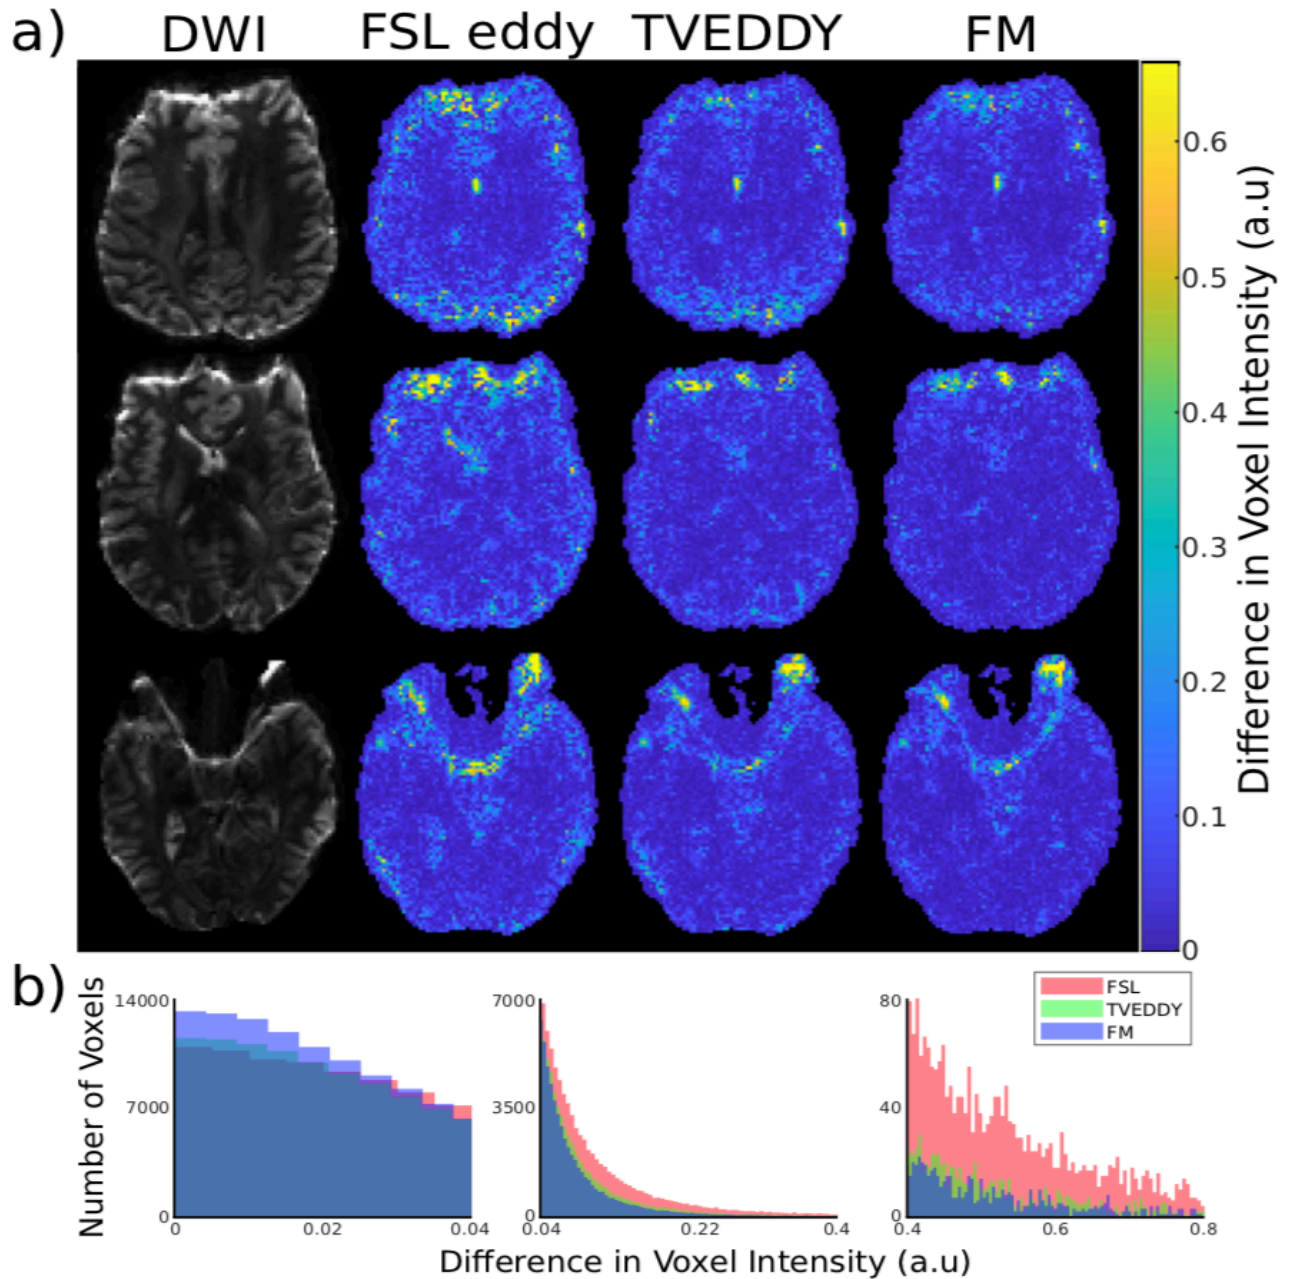 a) DWI FSL eddy TVEDDY FM
0.6
0.5
0.4
0.3
0.2
0.1
0
Difference in Voxel Intensity (a.u)
b)
Number of Voxels
14000
7000
0
0 0.02 0.04
7000
3500
0
0.04 0.22 0.4
80
40
0
0.4 0.6 0.8
FSL
TVEDDY
FM
Difference in Voxel Intensity (a.u)